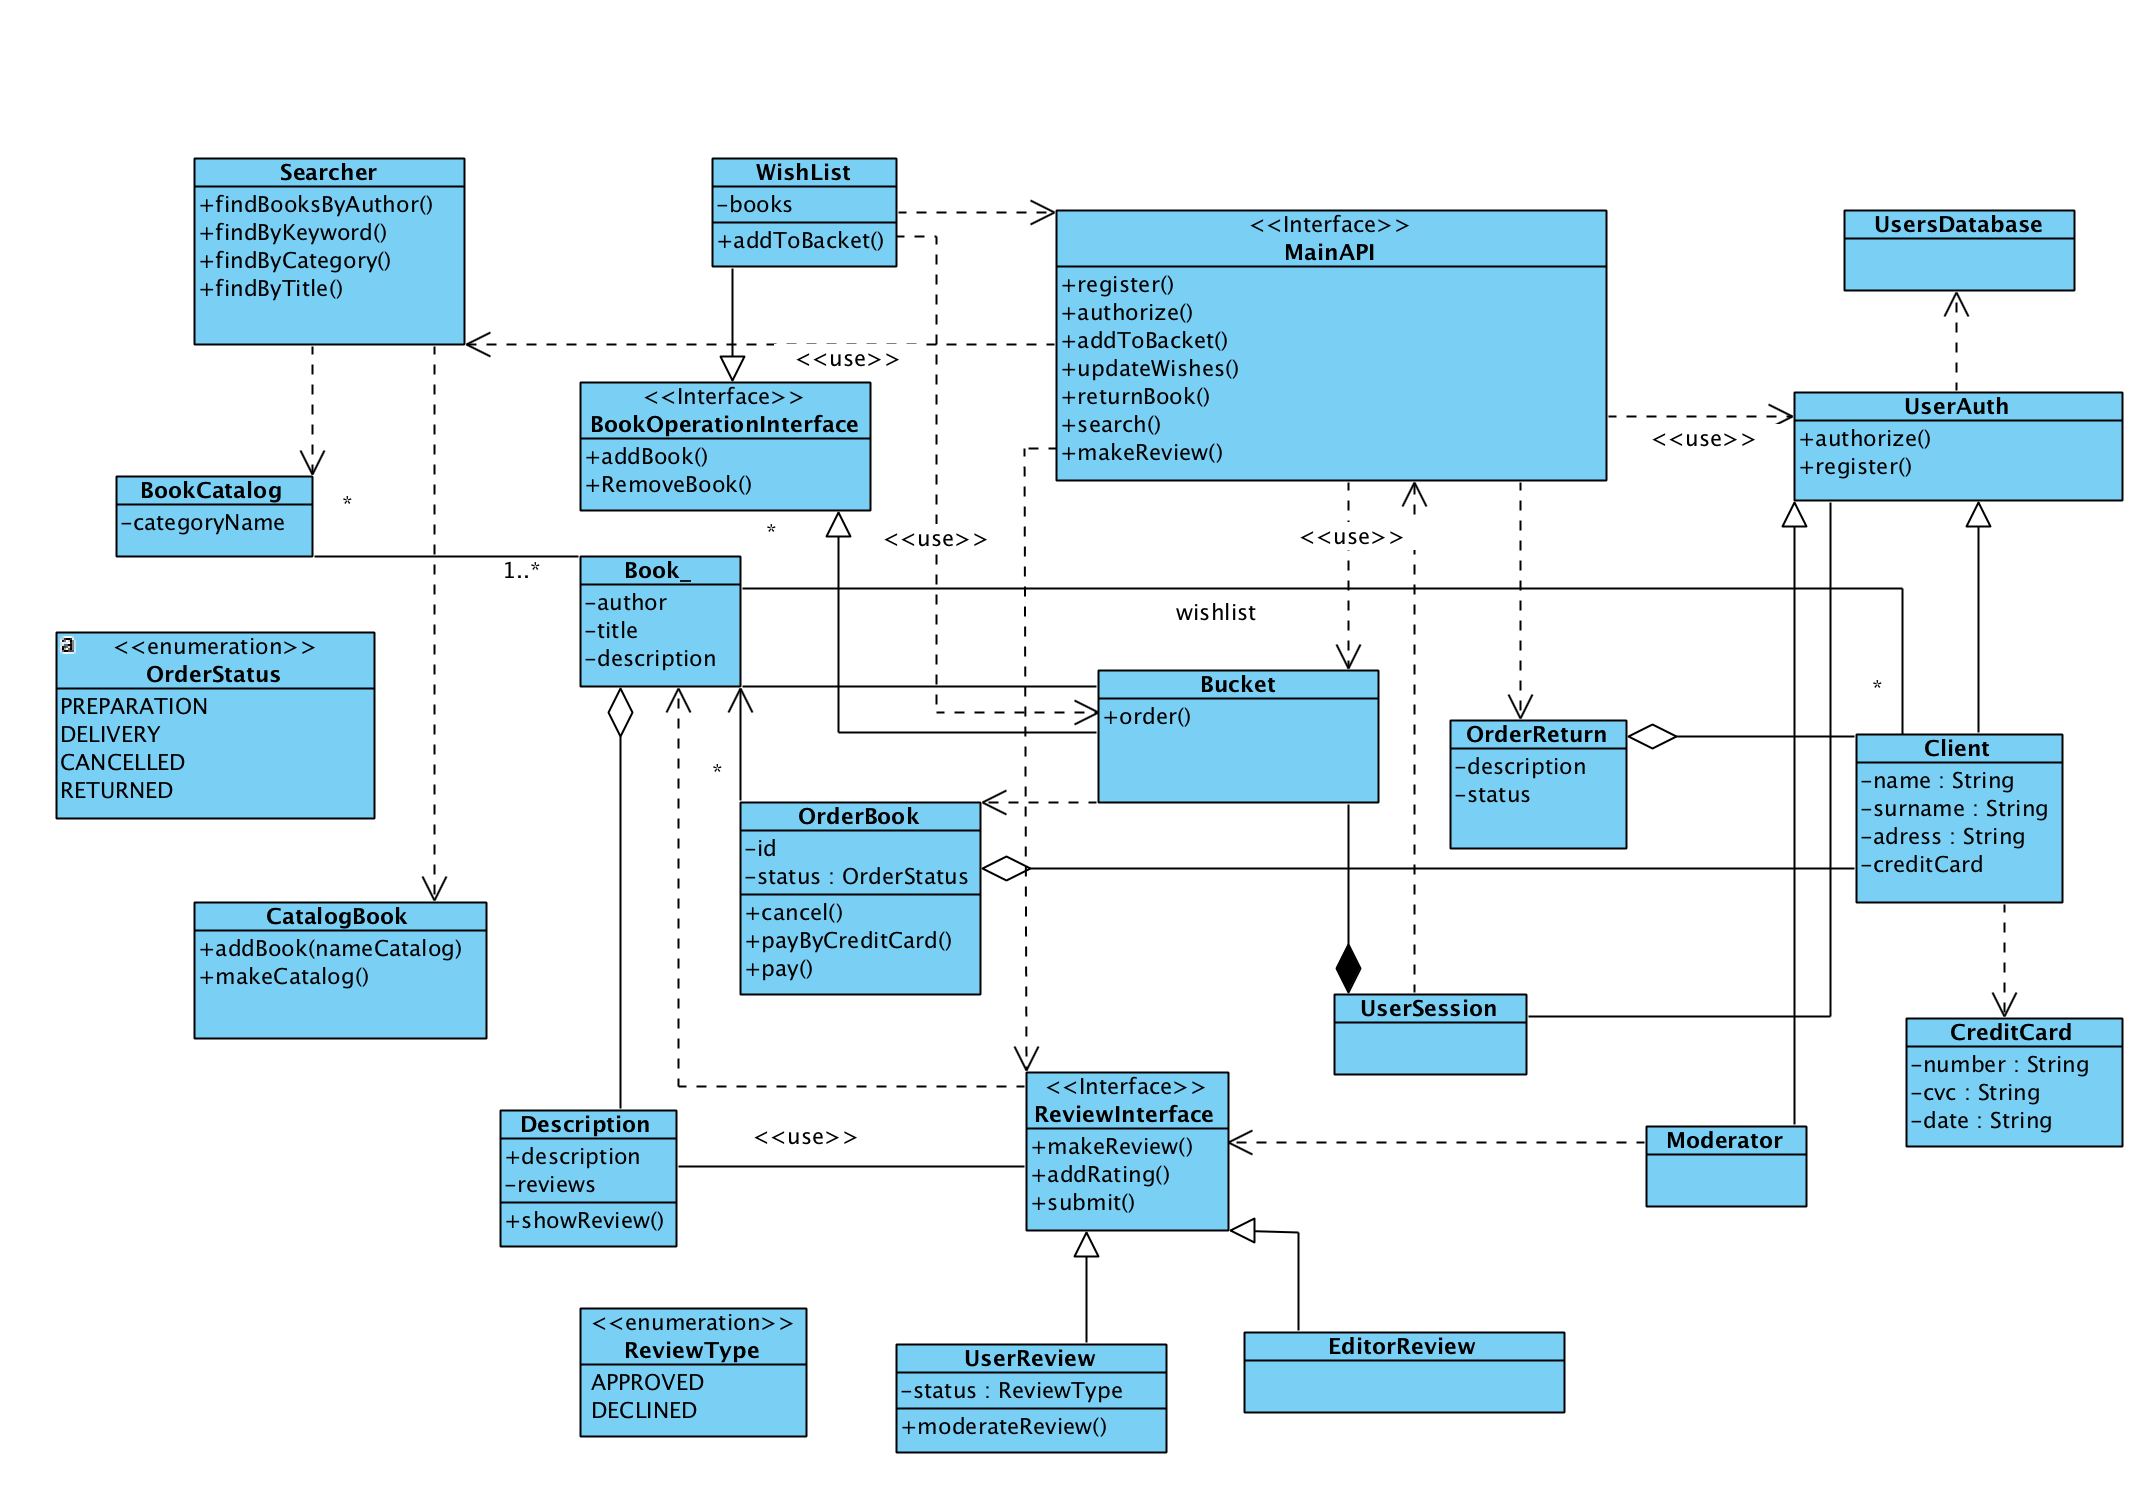 Searcher
+findBooksByAuthor()
+findByKeyword()
+findByCategory()
+findByTitle()
WishList
-books
+addToBacket()
<<Interface>>
MainAPI
+register()
+authorize()
+addToBacket()
+updateWishes()
+returnBook()
+search()
+makeReview()
UsersDatabase
<<use>>
<<Interface>>
BookOperationInterface
+addBook()
+RemoveBook()
<<use>>
UserAuth
+authorize()
+register()
BookCatalog
-categoryName
*
1..*
*
<<use>>
<<use>>
Book_
-author
-title
-description
wishlist
*
a
<<enumeration>>
OrderStatus
PREPARATION
DELIVERY
CANCELLED
RETURNED
Bucket
+order()
OrderReturn
-description
-status
Client
-name : String
-surname : String
-adress : String
-creditCard
*
OrderBook
-id
-status : OrderStatus
+cancel()
+payByCreditCard()
+pay()
CatalogBook
+addBook(nameCatalog)
+makeCatalog()
UserSession
CreditCard
-number : String
-cvc : String
-date : String
Description
+description
-reviews
+showReview()
<<use>>
<<Interface>>
ReviewInterface
+makeReview()
+addRating()
+submit()
Moderator
<<enumeration>>
ReviewType
APPROVED
DECLINED
UserReview
-status : ReviewType
+moderateReview()
EditorReview